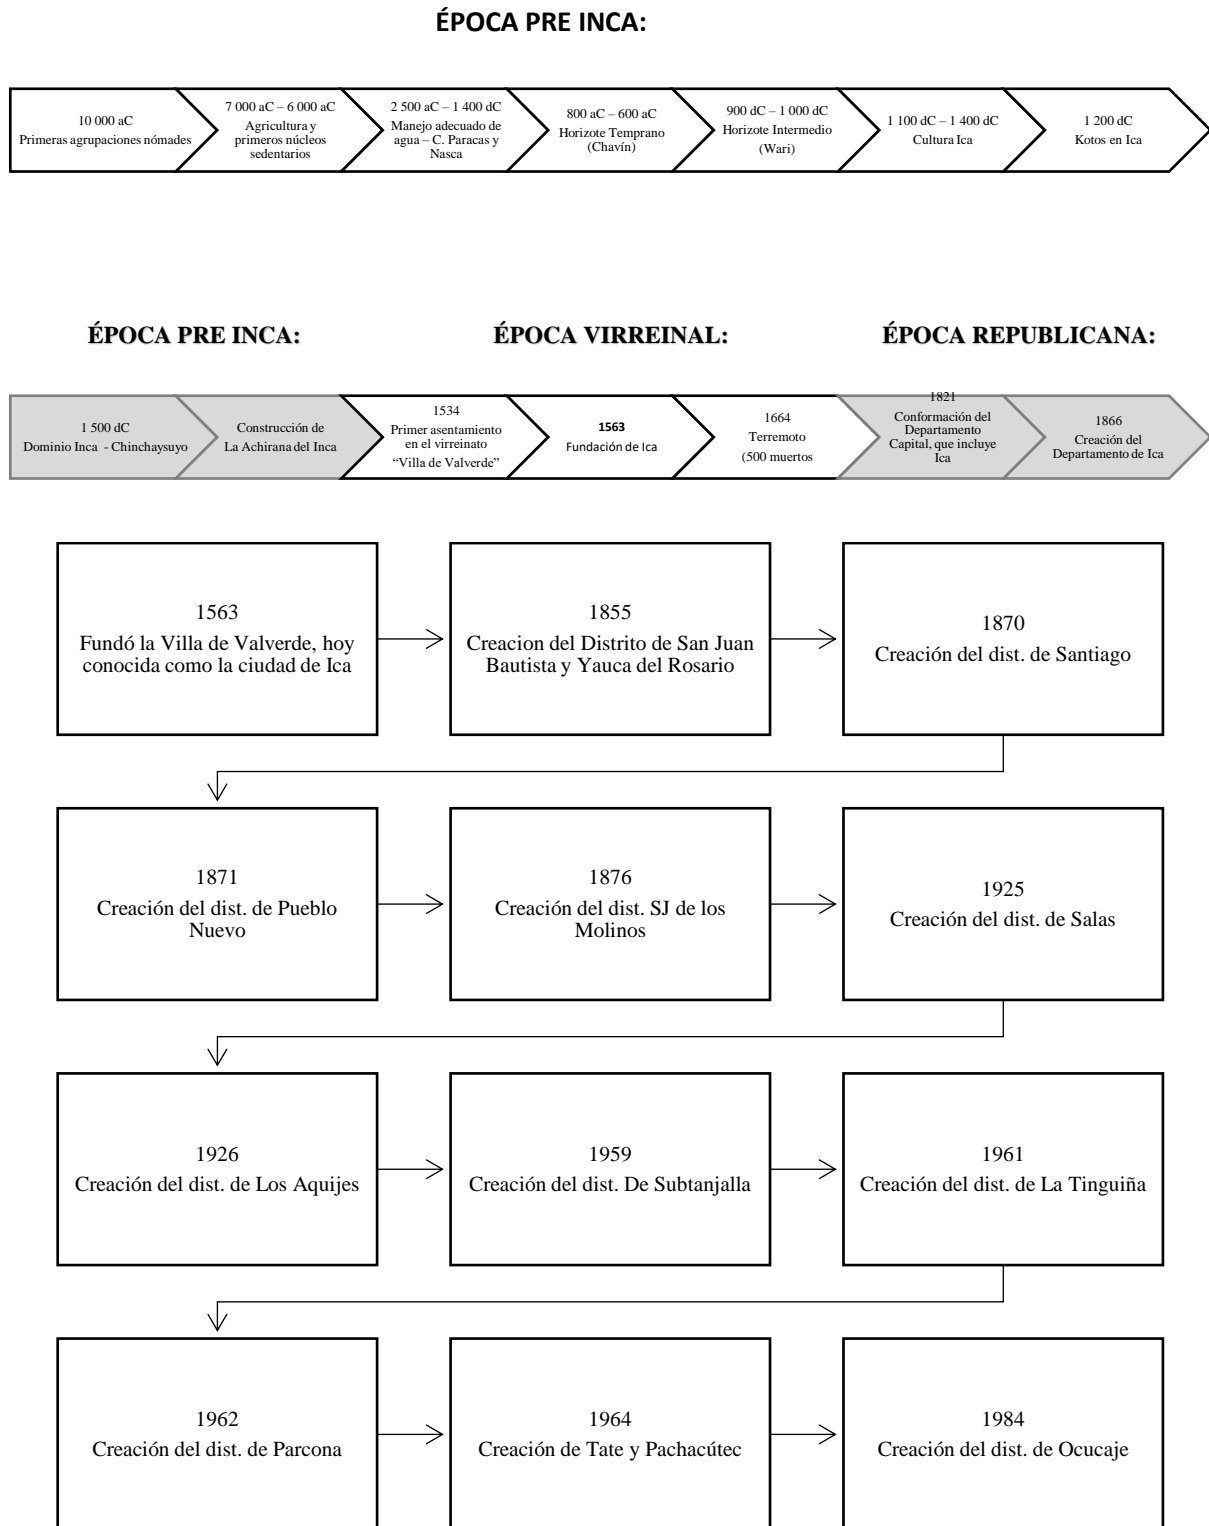 ÉPOCA PRE INCA:
10 000 aC
Primeras agrupaciones nómades
7 000 aC – 6 000 aC
Agricultura y
primeros núcleos
sedentarios
2 500 aC – 1 400 dC
Manejo adecuado de
agua – C. Paracas y
Nasca
800 aC – 600 aC
Horizote Temprano
(Chavín)
900 dC – 1 000 dC
Horizote Intermedio
(Wari)
1 100 dC – 1 400 dC
Cultura Ica
1 200 dC
Kotos en Ica
ÉPOCA PRE INCA:
ÉPOCA VIRREINAL:
ÉPOCA REPUBLICANA:
1 500 dC
Dominio Inca - Chinchaysuyo
Construcción de
La Achirana del Inca
1534
Primer asentamiento
en el virreinato
“Villa de Valverde”
1563
Fundación de Ica
1664
Terremoto
(500 muertos
1821
Conformación del
Departamento
Capital, que incluye
Ica
1866
Creación del
Departamento de Ica
1563
Fundó la Villa de Valverde, hoy
conocida como la ciudad de Ica
1855
Creacion del Distrito de San Juan
Bautista y Yauca del Rosario
1870
Creación del dist. de Santiago
1871
Creación del dist. de Pueblo
Nuevo
1876
Creación del dist. SJ de los
Molinos
1925
Creación del dist. de Salas
1926
Creación del dist. de Los Aquijes
1959
Creación del dist. De Subtanjalla
1961
Creación del dist. de La Tinguiña
1962
Creación del dist. de Parcona
1964
Creación de Tate y Pachacútec
1984
Creación del dist. de Ocucaje